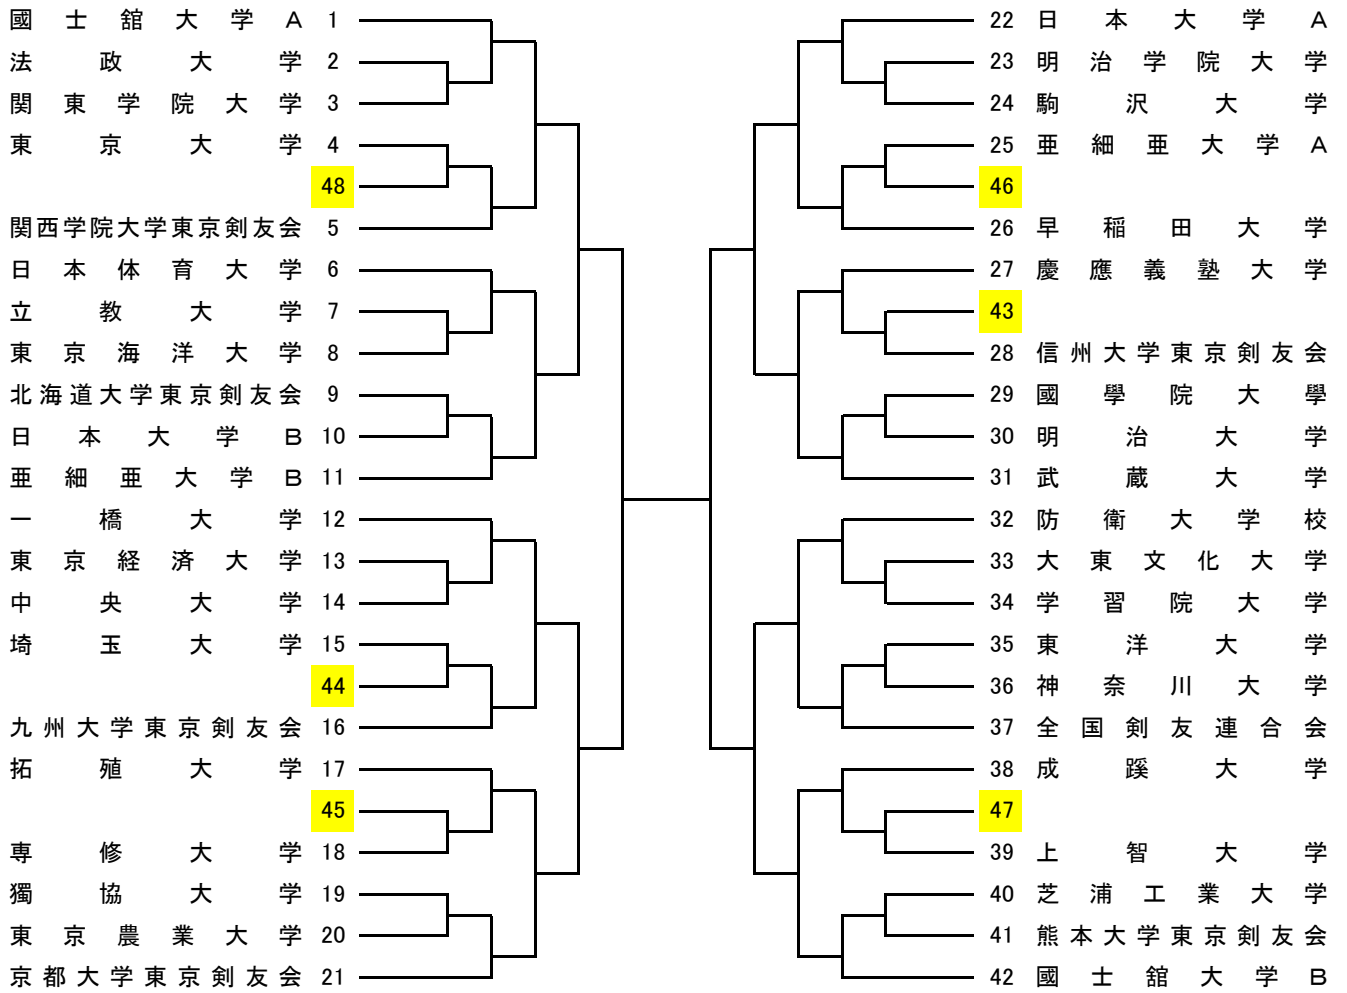 國士舘大学A 1
法政大学 2
関東学院大学 3
東京大学 4
48
関西学院大学東京剣友会 5
日本体育大学 6
立教大学 7
東京海洋大学 8
北海道大学東京剣友会 9
日本大学B 10
亜細亜大学B 11
一橋大学 12
東京経済大学 13
中央大学 14
埼玉大学 15
44
九州大学東京剣友会 16
拓殖大学 17
45
専修大学 18
獨協大学 19
東京農業大学 20
京都大学東京剣友会 21
22 日本大学A
23 明治学院大学
24 駒沢大学
25 亜細亜大学A
46
26 早稲田大学
27 慶應義塾大学
43
28 信州大学東京剣友会
29 國學院大學
30 明治大学
31 武蔵大学
32 防衛大学校
33 大東文化大学
34 学習院大学
35 東洋大学
36 神奈川大学
37 全国剣友連合会
38 成蹊大学
47
39 上智大学
40 芝浦工業大学
41 熊本大学東京剣友会
42 國士舘大学B